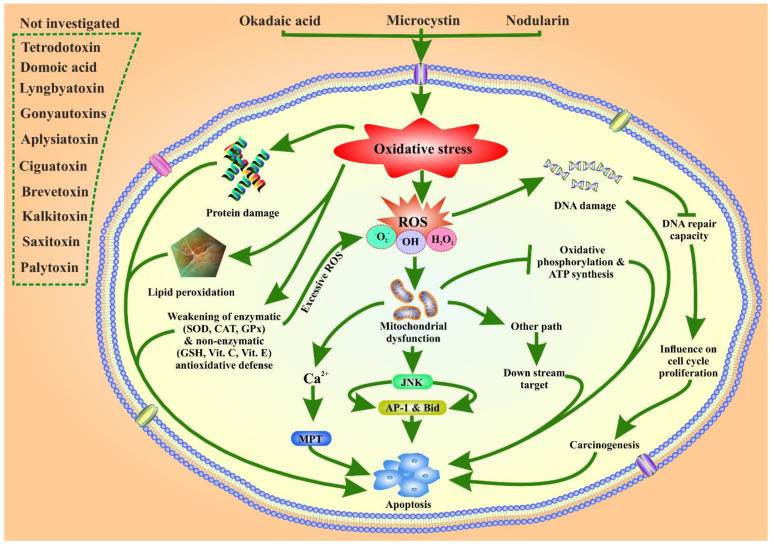 Not investigated
Tetrodotoxin
Domoic acid
Lyngbyatoxin
Gonyautoxins
Aplysiatoxin
Ciguatoxin
Brevetoxin
Kalkitoxin
Saxitoxin
Palytoxin
Okadaic acid
Microcystin
Nodularin
Oxidative stress
Protein damage
Lipid peroxidation
Weakening of enzymatic
(SOD, CAT, GPx)
& non-enzymatic
(GSH, Vit. C, Vit. E)
antioxidative defense
Excessive ROS
ROS
O₂⁻
OH
H₂O₂
DNA damage
DNA repair
capacity
Oxidative
phosphorylation &
ATP synthesis
Mitochondrial
dysfunction
Other path
Down stream
target
Influence on
cell cycle
proliferation
Ca²⁺
JNK
AP-1 & Bid
MPT
Carcinogenesis
Apoptosis